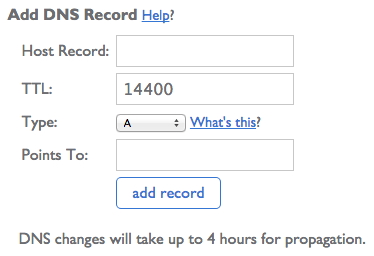 Add DNS Record Help?
Host Record:
TTL: 14400
Type: A What's this?
Points To:
add record
DNS changes will take up to 4 hours for propagation.